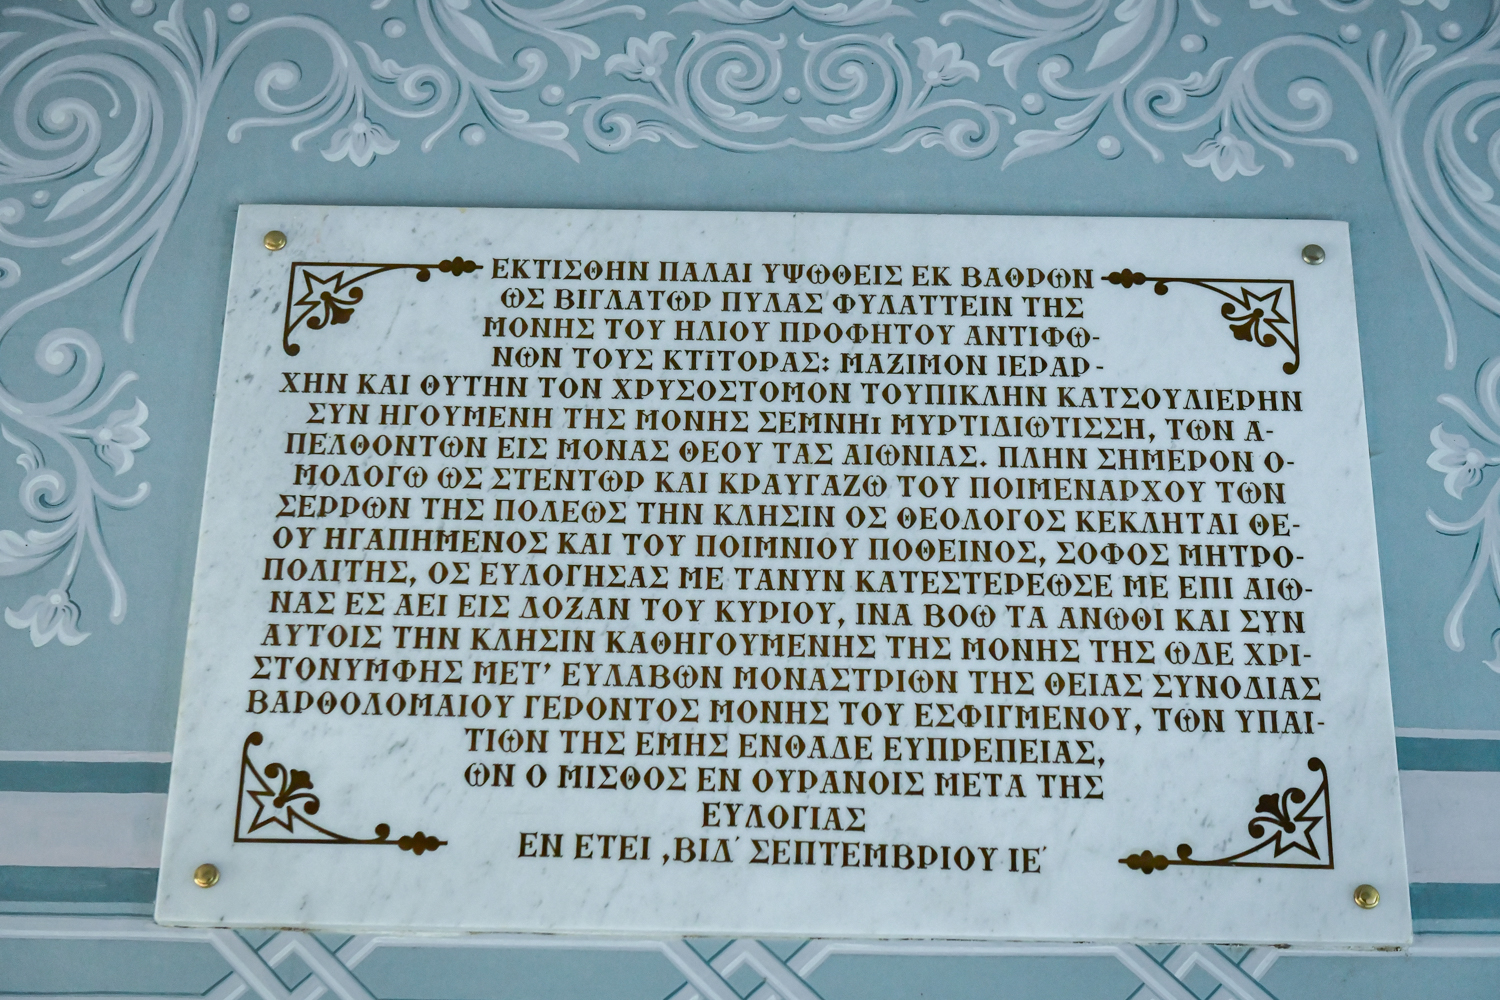 ΕΚΤΙΣΘΗΝ ΠΑΛΑΙ ΥΨΩΘΕΙΣ ΕΚ ΒΑΘΡΩΝ
ΩΣ ΒΙΓΛΑΤΩΡ ΠΥΛΑΣ ΦΥΛΑΤΤΕΙΝ ΤΗΣ
ΜΟΝΗΣ ΤΟΥ ΗΛΙΟΥ ΠΡΟΦΗΤΟΥ ΑΝΤΙΦΩ-
ΝΩΝ ΤΟΥΣ ΚΤΙΤΟΡΑΣ: ΜΑΞΙΜΟΝ ΙΕΡΑΡ-
ΧΗΝ ΚΑΙ ΘΥΤΗΝ ΤΟΝ ΧΡΥΣΟΣΤΟΜΟΝ ΤΟΥΠΙΚΛΗΝ ΚΑΤΣΟΥΛΙΕΡΗΝ
ΣΥΝ ΗΓΟΥΜΕΝΗ ΤΗΣ ΜΟΝΗΣ ΣΕΜΝΗι ΜΥΡΤΙΔΙΩΤΙΣΣΗ, ΤΩΝ Α-
ΠΕΛΘΟΝΤΩΝ ΕΙΣ ΜΟΝΑΣ ΘΕΟΥ ΤΑΣ ΑΙΩΝΙΑΣ. ΠΛΗΝ ΣΗΜΕΡΟΝ Ο-
ΜΟΛΟΓΩ ΩΣ ΣΤΕΝΤΩΡ ΚΑΙ ΚΡΑΥΓΑΖΩ ΤΟΥ ΠΟΙΜΕΝΑΡΧΟΥ ΤΩΝ
ΣΕΡΡΩΝ ΤΗΣ ΠΟΛΕΩΣ ΤΗΝ ΚΛΗΣΙΝ ΟΣ ΘΕΟΛΟΓΟΣ ΚΕΚΛΗΤΑΙ ΘΕ-
ΟΥ ΗΓΑΠΗΜΕΝΟΣ ΚΑΙ ΤΟΥ ΠΟΙΜΝΙΟΥ ΠΟΘΕΙΝΟΣ, ΣΟΦΟΣ ΜΗΤΡΟ-
ΠΟΛΙΤΗΣ, ΟΣ ΕΥΛΟΓΗΣΑΣ ΜΕ ΤΑΝΥΝ ΚΑΤΕΣΤΕΡΕΩΣΕ ΜΕ ΕΠΙ ΑΙΩ-
ΝΑΣ ΕΣ ΑΕΙ ΕΙΣ ΔΟΞΑΝ ΤΟΥ ΚΥΡΙΟΥ, ΙΝΑ ΒΟΩ ΤΑ ΑΝΩΘΙ ΚΑΙ ΣΥΝ
ΑΥΤΟΙΣ ΤΗΝ ΚΛΗΣΙΝ ΚΑΘΗΓΟΥΜΕΝΗΣ ΤΗΣ ΜΟΝΗΣ ΤΗΣ ΩΔΕ ΧΡΙ-
ΣΤΟΝΥΜΦΗΣ ΜΕΤ' ΕΥΛΑΒΩΝ ΜΟΝΑΣΤΡΙΩΝ ΤΗΣ ΘΕΙΑΣ ΣΥΝΟΔΙΑΣ
ΒΑΡΘΟΛΟΜΑΙΟΥ ΓΕΡΟΝΤΟΣ ΜΟΝΗΣ ΤΟΥ ΕΣΦΙΓΜΕΝΟΥ, ΤΩΝ ΥΠΑΙ-
ΤΙΩΝ ΤΗΣ ΕΜΗΣ ΕΝΘΑΔΕ ΕΥΠΡΕΠΕΙΑΣ,
ΩΝ Ο ΜΙΣΘΟΣ ΕΝ ΟΥΡΑΝΟΙΣ ΜΕΤΑ ΤΗΣ
ΕΥΛΟΓΙΑΣ
ΕΝ ΕΤΕΙ ,ΒΙΔ΄ ΣΕΠΤΕΜΒΡΙΟΥ ΙΕ΄